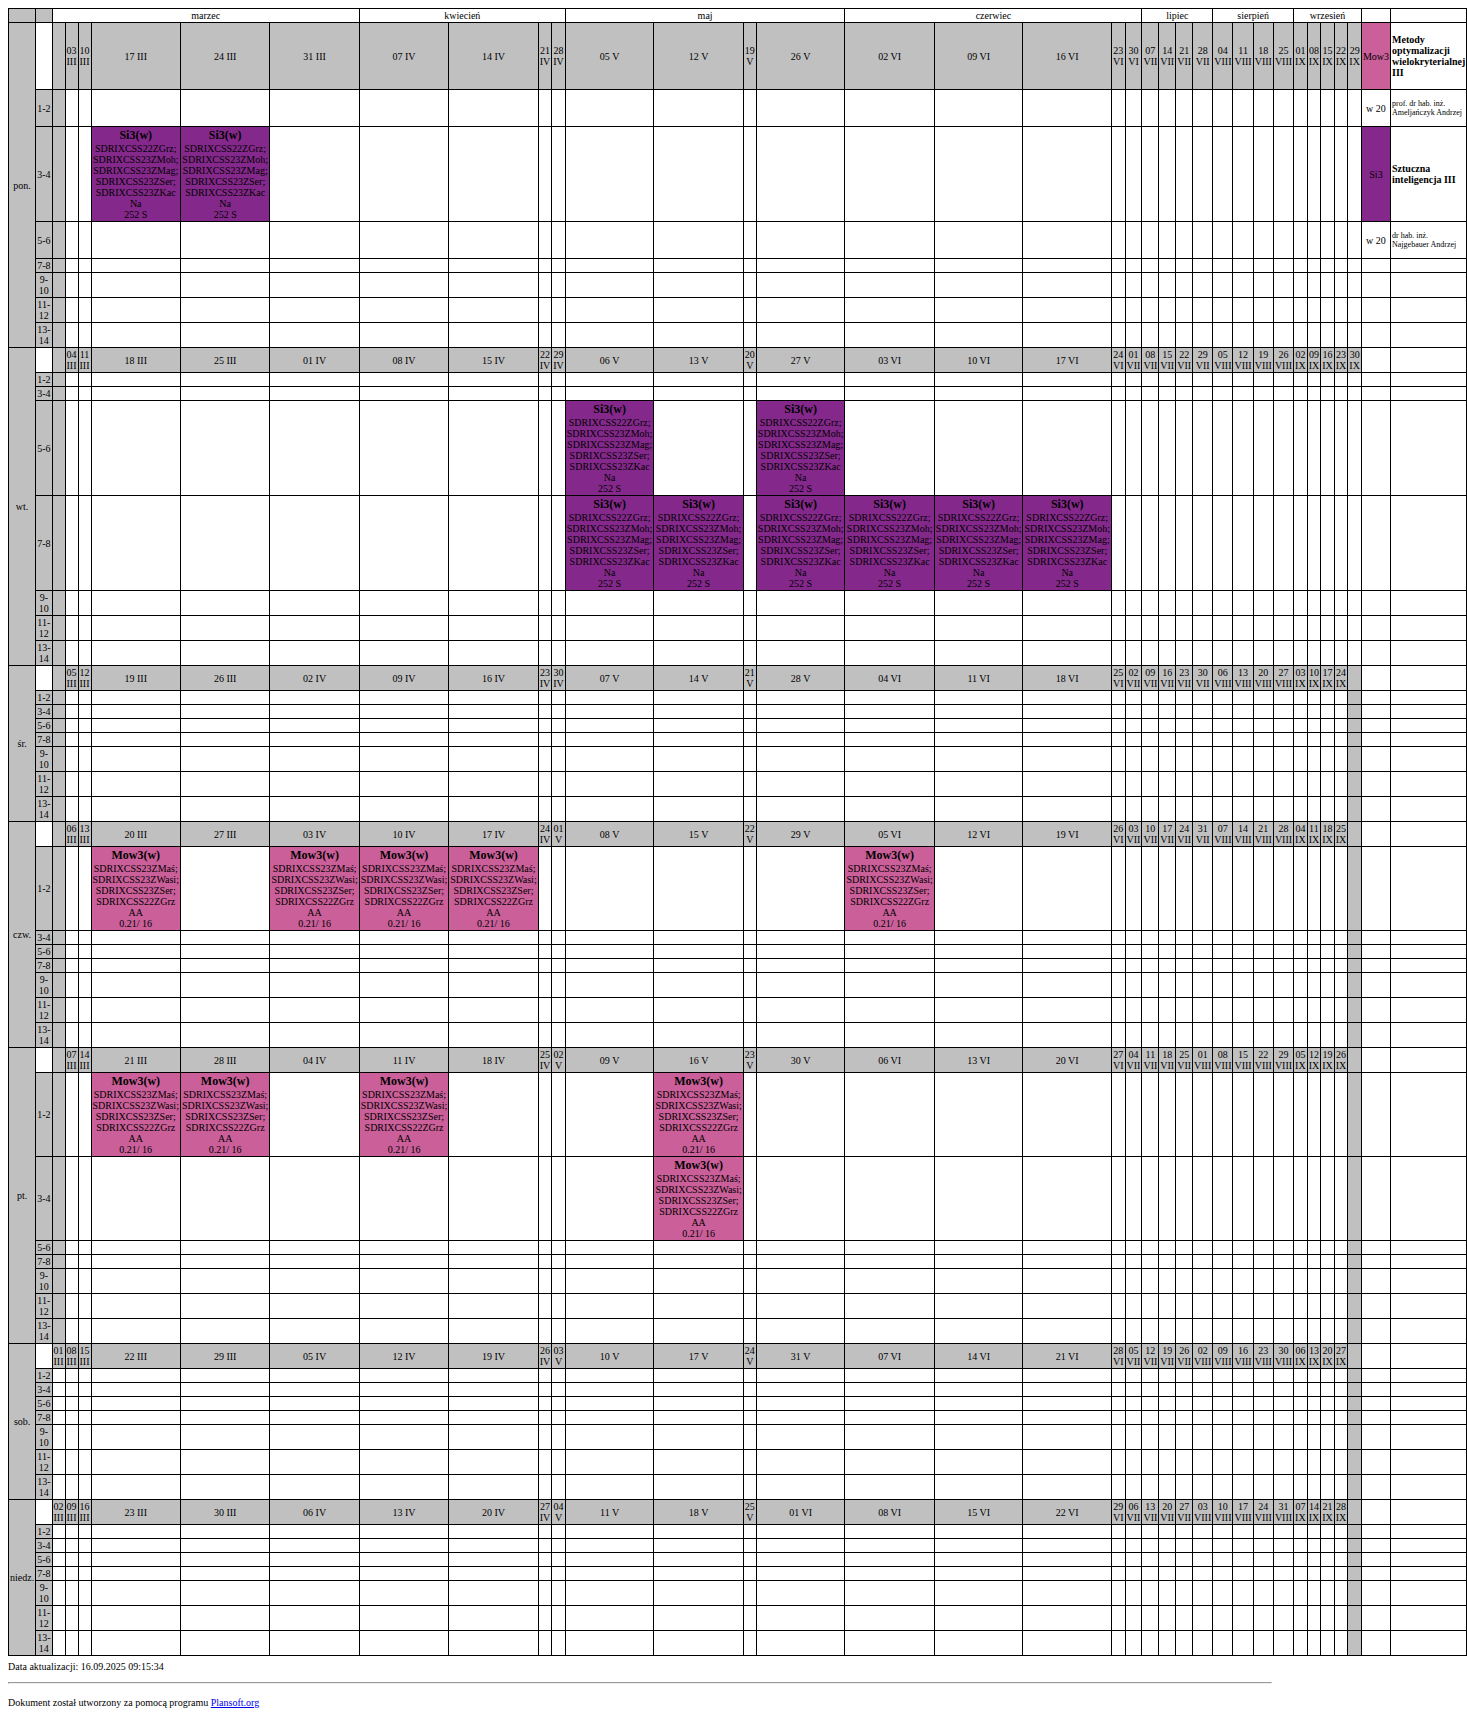 marzec kwiecień maj czerwiec lipiec sierpień wrzesień
pon. 03 III 10 III 17 III 24 III 31 III 07 IV 14 IV 21 IV 28 IV 05 V 12 V 19 V 26 V 02 VI 09 VI 16 VI 23 VI 30 VI 07 VII 14 VII 21 VII 28 VII 04 VIII 11 VIII 18 VIII 25 VIII 01 IX 08 IX 15 IX 22 IX 29 IX Mow3 Metody optymalizacji wielokryterialnej III
1-2 w 20 prof. dr hab. inż. Ameljańczyk Andrzej
3-4 Si3(w) Si3(w) Si3 Sztuczna inteligencja III
SDRIXCSS22ZGrz; SDRIXCSS22ZGrz;
SDRIXCSS23ZMoh; SDRIXCSS23ZMoh;
SDRIXCSS23ZMag; SDRIXCSS23ZMag;
SDRIXCSS23ZSer; SDRIXCSS23ZSer;
SDRIXCSS23ZKac SDRIXCSS23ZKac
Na Na
252 S 252 S
5-6 w 20 dr hab. inż. Najgebauer Andrzej
7-8
9-10
11-12
13-14
wt. 04 III 11 III 18 III 25 III 01 IV 08 IV 15 IV 22 IV 29 IV 06 V 13 V 20 V 27 V 03 VI 10 VI 17 VI 24 VI 01 VII 08 VII 15 VII 22 VII 29 VII 05 VIII 12 VIII 19 VIII 26 VIII 02 IX 09 IX 16 IX 23 IX 30 IX
1-2
3-4
5-6 Si3(w) Si3(w)
SDRIXCSS22ZGrz; SDRIXCSS22ZGrz;
SDRIXCSS23ZMoh; SDRIXCSS23ZMoh;
SDRIXCSS23ZMag; SDRIXCSS23ZMag;
SDRIXCSS23ZSer; SDRIXCSS23ZSer;
SDRIXCSS23ZKac SDRIXCSS23ZKac
Na Na
252 S 252 S
7-8 Si3(w) Si3(w) Si3(w) Si3(w) Si3(w) Si3(w)
SDRIXCSS22ZGrz; SDRIXCSS22ZGrz; SDRIXCSS22ZGrz; SDRIXCSS22ZGrz; SDRIXCSS22ZGrz; SDRIXCSS22ZGrz;
SDRIXCSS23ZMoh; SDRIXCSS23ZMoh; SDRIXCSS23ZMoh; SDRIXCSS23ZMoh; SDRIXCSS23ZMoh; SDRIXCSS23ZMoh;
SDRIXCSS23ZMag; SDRIXCSS23ZMag; SDRIXCSS23ZMag; SDRIXCSS23ZMag; SDRIXCSS23ZMag; SDRIXCSS23ZMag;
SDRIXCSS23ZSer; SDRIXCSS23ZSer; SDRIXCSS23ZSer; SDRIXCSS23ZSer; SDRIXCSS23ZSer; SDRIXCSS23ZSer;
SDRIXCSS23ZKac SDRIXCSS23ZKac SDRIXCSS23ZKac SDRIXCSS23ZKac SDRIXCSS23ZKac SDRIXCSS23ZKac
Na Na Na Na Na Na
252 S 252 S 252 S 252 S 252 S 252 S
9-10
11-12
13-14
śr. 05 III 12 III 19 III 26 III 02 IV 09 IV 16 IV 23 IV 30 IV 07 V 14 V 21 V 28 V 04 VI 11 VI 18 VI 25 VI 02 VII 09 VII 16 VII 23 VII 30 VII 06 VIII 13 VIII 20 VIII 27 VIII 03 IX 10 IX 17 IX 24 IX
1-2
3-4
5-6
7-8
9-10
11-12
13-14
czw. 06 III 13 III 20 III 27 III 03 IV 10 IV 17 IV 24 IV 01 V 08 V 15 V 22 V 29 V 05 VI 12 VI 19 VI 26 VI 03 VII 10 VII 17 VII 24 VII 31 VII 07 VIII 14 VIII 21 VIII 28 VIII 04 IX 11 IX 18 IX 25 IX
1-2 Mow3(w) Mow3(w) Mow3(w) Mow3(w) Mow3(w)
SDRIXCSS23ZMaś; SDRIXCSS23ZMaś; SDRIXCSS23ZMaś; SDRIXCSS23ZMaś; SDRIXCSS23ZMaś;
SDRIXCSS23ZWasi; SDRIXCSS23ZWasi; SDRIXCSS23ZWasi; SDRIXCSS23ZWasi; SDRIXCSS23ZWasi;
SDRIXCSS23ZSer; SDRIXCSS23ZSer; SDRIXCSS23ZSer; SDRIXCSS23ZSer; SDRIXCSS23ZSer;
SDRIXCSS22ZGrz SDRIXCSS22ZGrz SDRIXCSS22ZGrz SDRIXCSS22ZGrz SDRIXCSS22ZGrz
AA AA AA AA AA
0.21/ 16 0.21/ 16 0.21/ 16 0.21/ 16 0.21/ 16
3-4
5-6
7-8
9-10
11-12
13-14
pt. 07 III 14 III 21 III 28 III 04 IV 11 IV 18 IV 25 IV 02 V 09 V 16 V 23 V 30 V 06 VI 13 VI 20 VI 27 VI 04 VII 11 VII 18 VII 25 VII 01 VIII 08 VIII 15 VIII 22 VIII 29 VIII 05 IX 12 IX 19 IX 26 IX
1-2 Mow3(w) Mow3(w) Mow3(w) Mow3(w)
SDRIXCSS23ZMaś; SDRIXCSS23ZMaś; SDRIXCSS23ZMaś; SDRIXCSS23ZMaś;
SDRIXCSS23ZWasi; SDRIXCSS23ZWasi; SDRIXCSS23ZWasi; SDRIXCSS23ZWasi;
SDRIXCSS23ZSer; SDRIXCSS23ZSer; SDRIXCSS23ZSer; SDRIXCSS23ZSer;
SDRIXCSS22ZGrz SDRIXCSS22ZGrz SDRIXCSS22ZGrz SDRIXCSS22ZGrz
AA AA AA AA
0.21/ 16 0.21/ 16 0.21/ 16 0.21/ 16
3-4 Mow3(w)
SDRIXCSS23ZMaś;
SDRIXCSS23ZWasi;
SDRIXCSS23ZSer;
SDRIXCSS22ZGrz
AA
0.21/ 16
5-6
7-8
9-10
11-12
13-14
sob. 01 III 08 III 15 III 22 III 29 III 05 IV 12 IV 19 IV 26 IV 03 V 10 V 17 V 24 V 31 V 07 VI 14 VI 21 VI 28 VI 05 VII 12 VII 19 VII 26 VII 02 VIII 09 VIII 16 VIII 23 VIII 30 VIII 06 IX 13 IX 20 IX 27 IX
1-2
3-4
5-6
7-8
9-10
11-12
13-14
niedz. 02 III 09 III 16 III 23 III 30 III 06 IV 13 IV 20 IV 27 IV 04 V 11 V 18 V 25 V 01 VI 08 VI 15 VI 22 VI 29 VI 06 VII 13 VII 20 VII 27 VII 03 VIII 10 VIII 17 VIII 24 VIII 31 VIII 07 IX 14 IX 21 IX 28 IX
1-2
3-4
5-6
7-8
9-10
11-12
13-14
Data aktualizacji: 16.09.2025 09:15:34
Dokument został utworzony za pomocą programu Plansoft.org